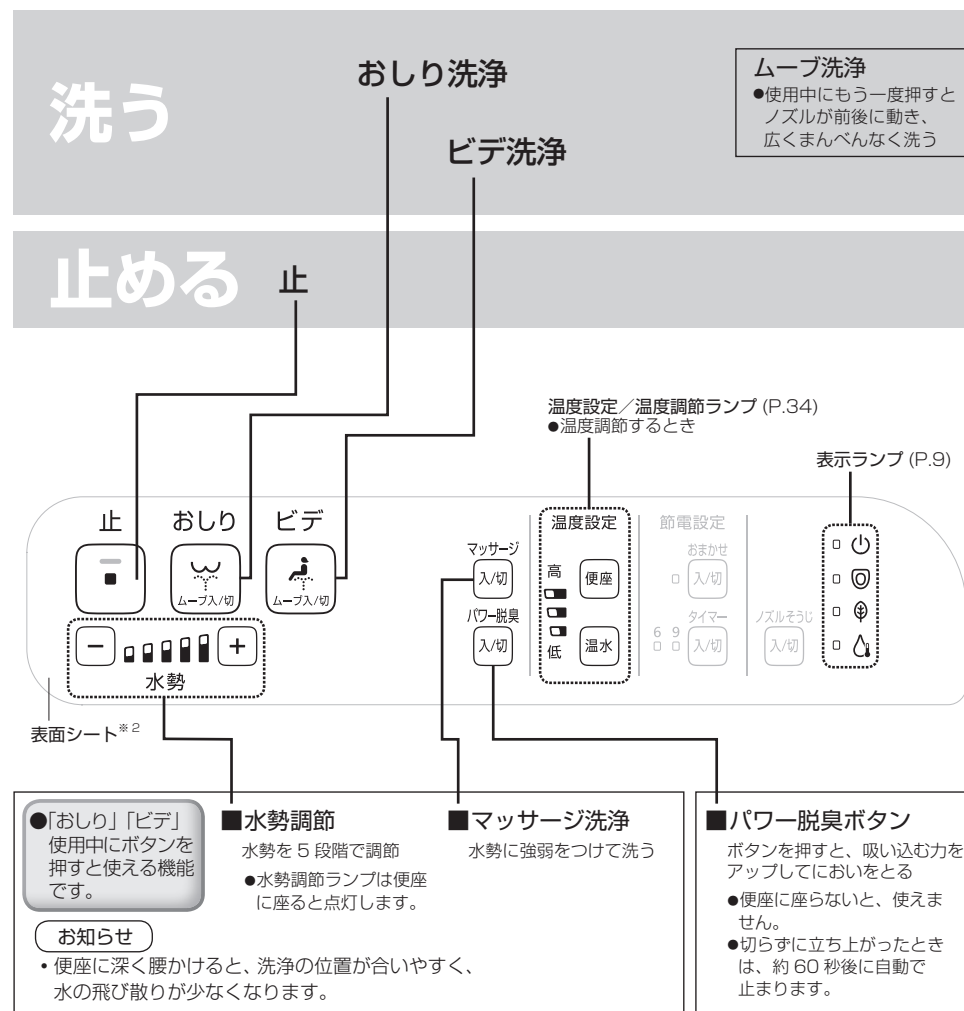 洗う
おしり洗浄
ビデ洗浄
ムーブ洗浄
●使用中にもう一度押すと
ノズルが前後に動き、
広くまんべんなく洗う
止める
止
温度設定／温度調節ランプ (P.34)
●温度調節するとき
表示ランプ (P.9)
止
おしり
ムーブ入/切
ビデ
ムーブ入/切
− +
水勢
マッサージ
入/切
パワー脱臭
入/切
温度設定
高
低
便座
温水
節電設定
おまかせ
入/切
タイマー
6 9
入/切
ノズルそうじ
入/切
表面シート※2
●「おしり」「ビデ」
使用中にボタンを
押すと使える機能
です。
■水勢調節
水勢を 5 段階で調節
●水勢調節ランプは便座
に座ると点灯します。
■マッサージ洗浄
水勢に強弱をつけて洗う
お知らせ
・便座に深く腰かけると、洗浄の位置が合いやすく、
水の飛び散りが少なくなります。
■パワー脱臭ボタン
ボタンを押すと、吸い込む力を
アップしてにおいをとる
●便座に座らないと、使えま
せん。
●切らずに立ち上がったとき
は、約 60 秒後に自動で
止まります。